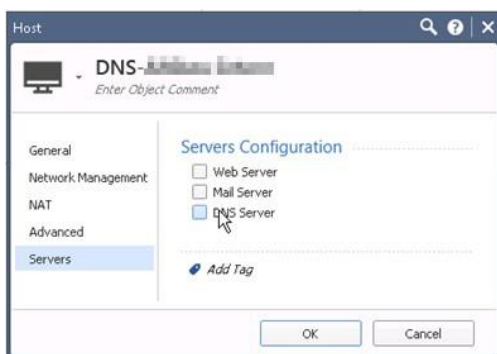 Host
DNS-
Enter Object Comment
General
Network Management
NAT
Advanced
Servers
Servers Configuration
Web Server
Mail Server
DNS Server
Add Tag
OK
Cancel